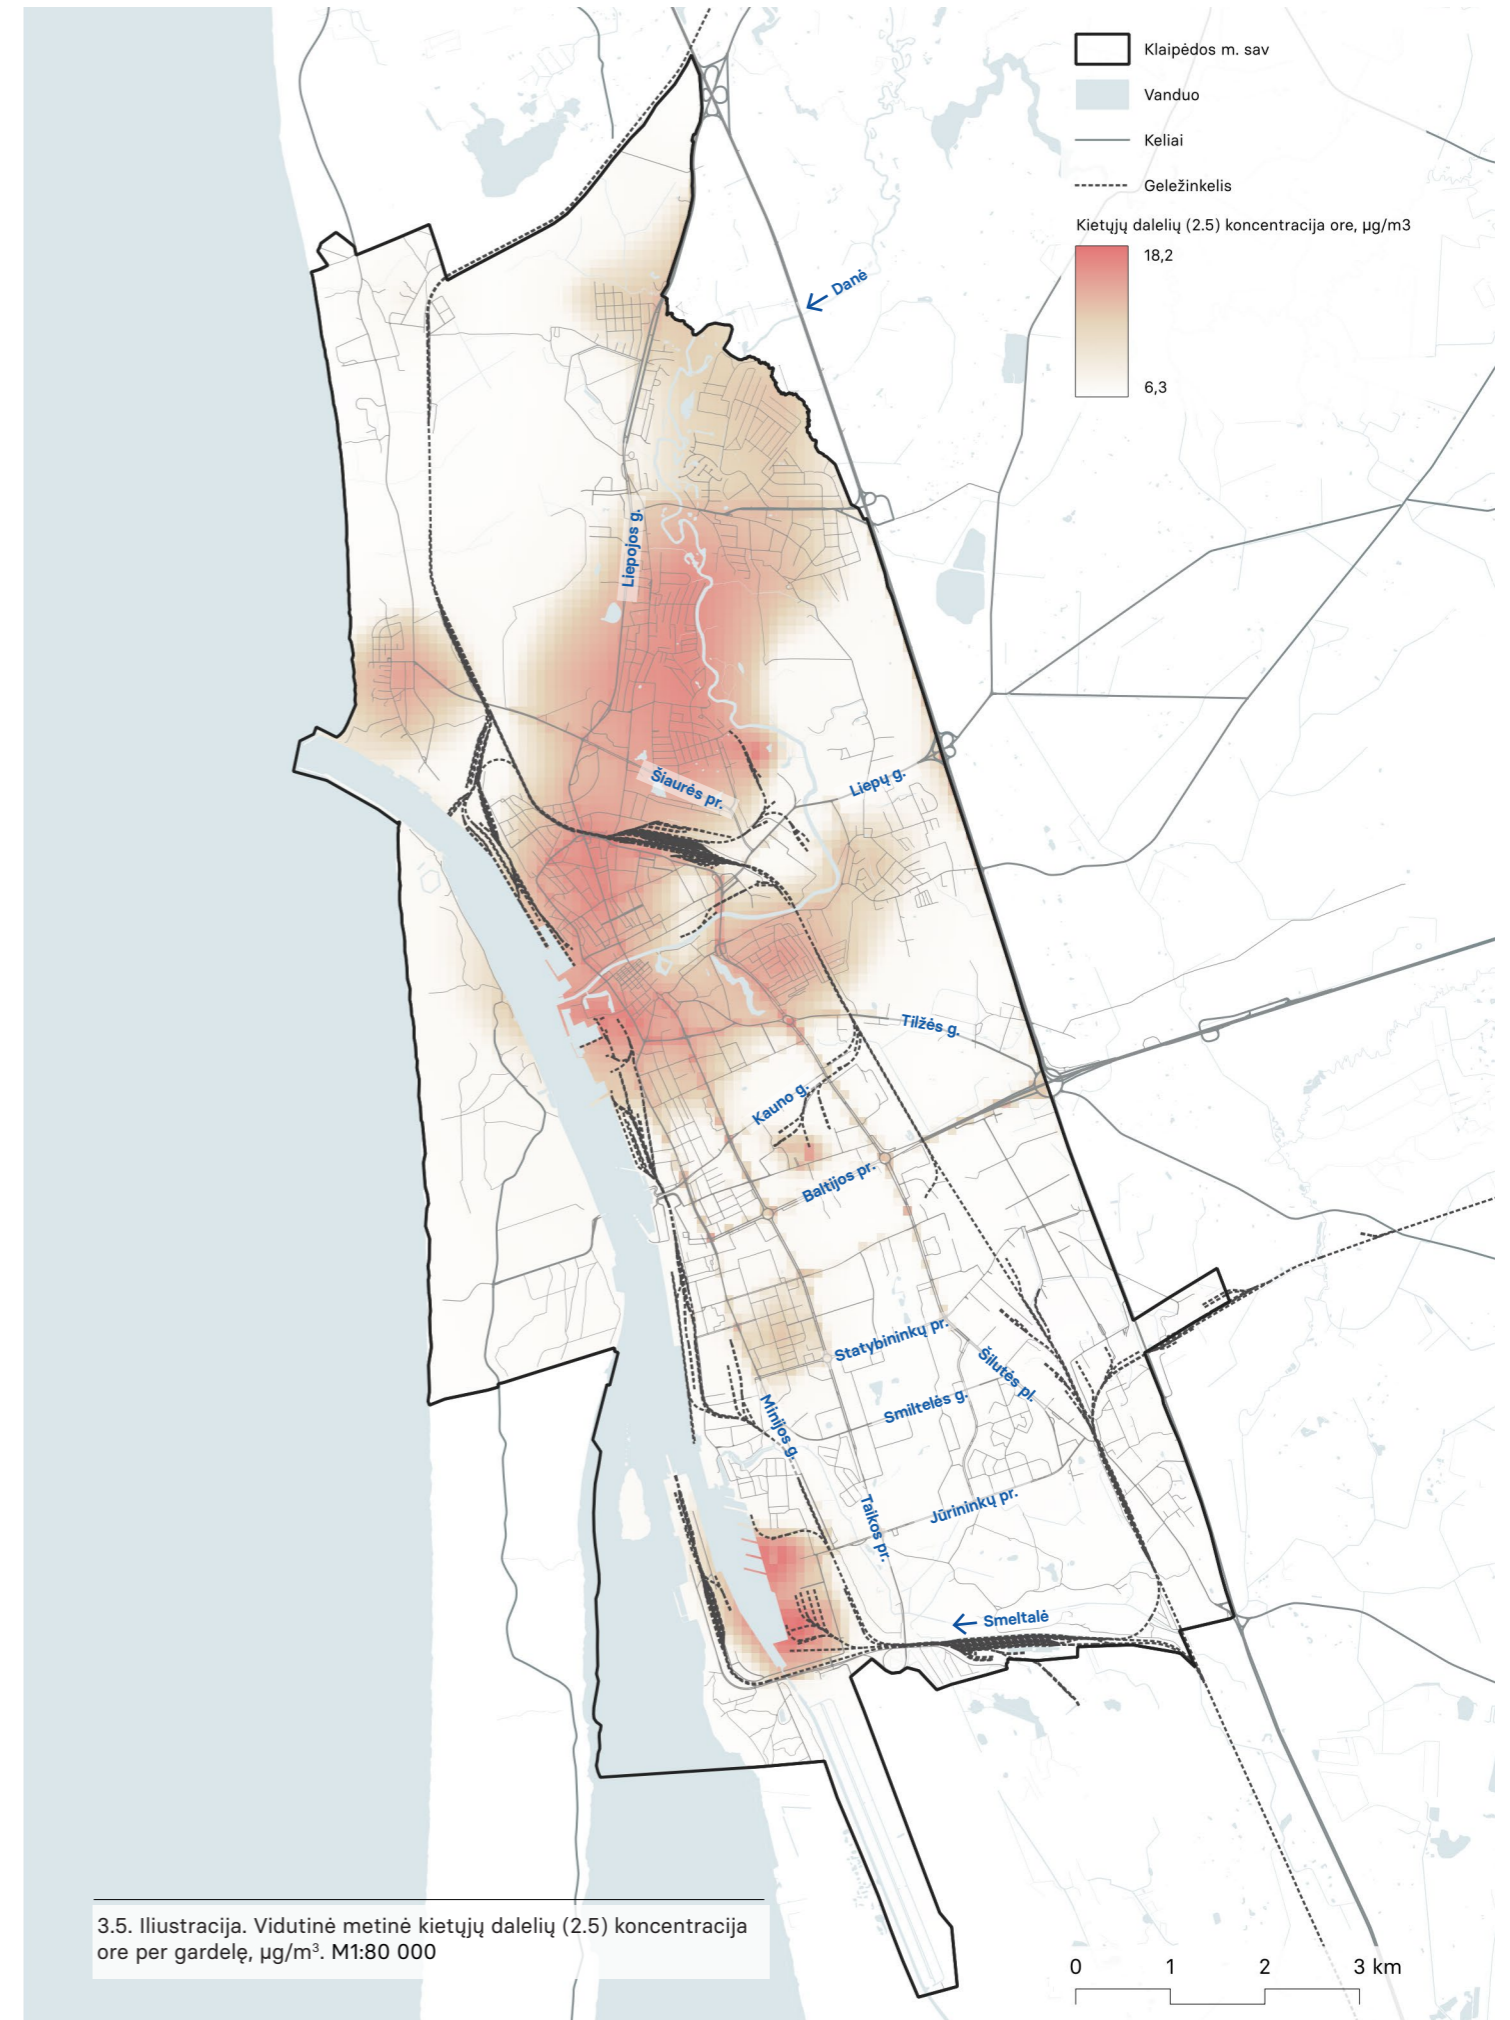 Klaipėdos m. sav
Vanduo
Keliai
Geležinkelis
Kietųjų dalelių (2.5) koncentracija ore, µg/m3
18,2
6,3
Danė
Liepojos g.
Šiaurės pr.
Liepų g.
Tilžės g.
Kauno g.
Baltijos pr.
Statybininkų pr.
Šilutės pl.
Smiltelės g.
Minijos g.
Taikos pr.
Jūrininkų pr.
Smeltalė
3.5. Iliustracija. Vidutinė metinė kietųjų dalelių (2.5) koncentracija
ore per gardelę, µg/m³. M1:80 000
0 1 2 3 km